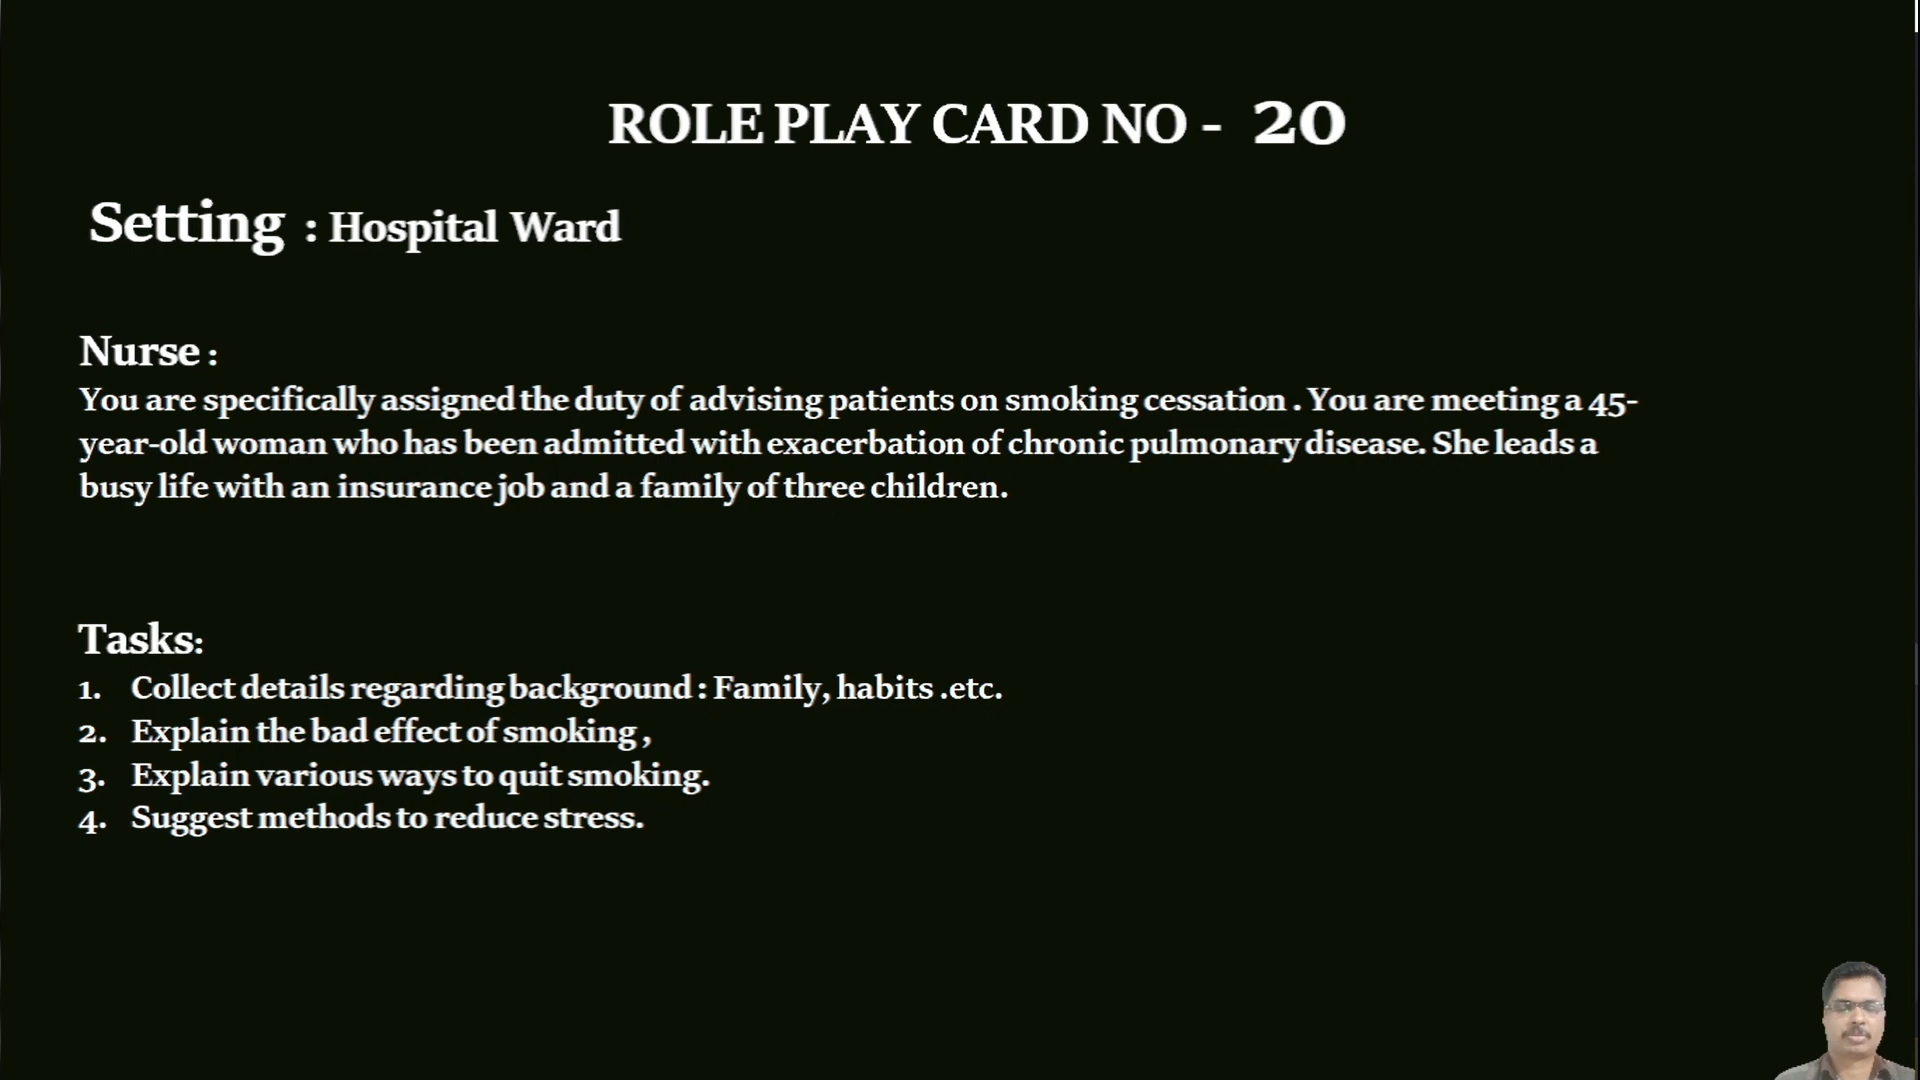 ROLE PLAY CARD NO - 20
Setting : Hospital Ward
Nurse :
You are specifically assigned the duty of advising patients on smoking cessation . You are meeting a 45-
year-old woman who has been admitted with exacerbation of chronic pulmonary disease. She leads a
busy life with an insurance job and a family of three children.
Tasks:
1. Collect details regarding background : Family, habits .etc.
2. Explain the bad effect of smoking ,
3. Explain various ways to quit smoking.
4. Suggest methods to reduce stress.